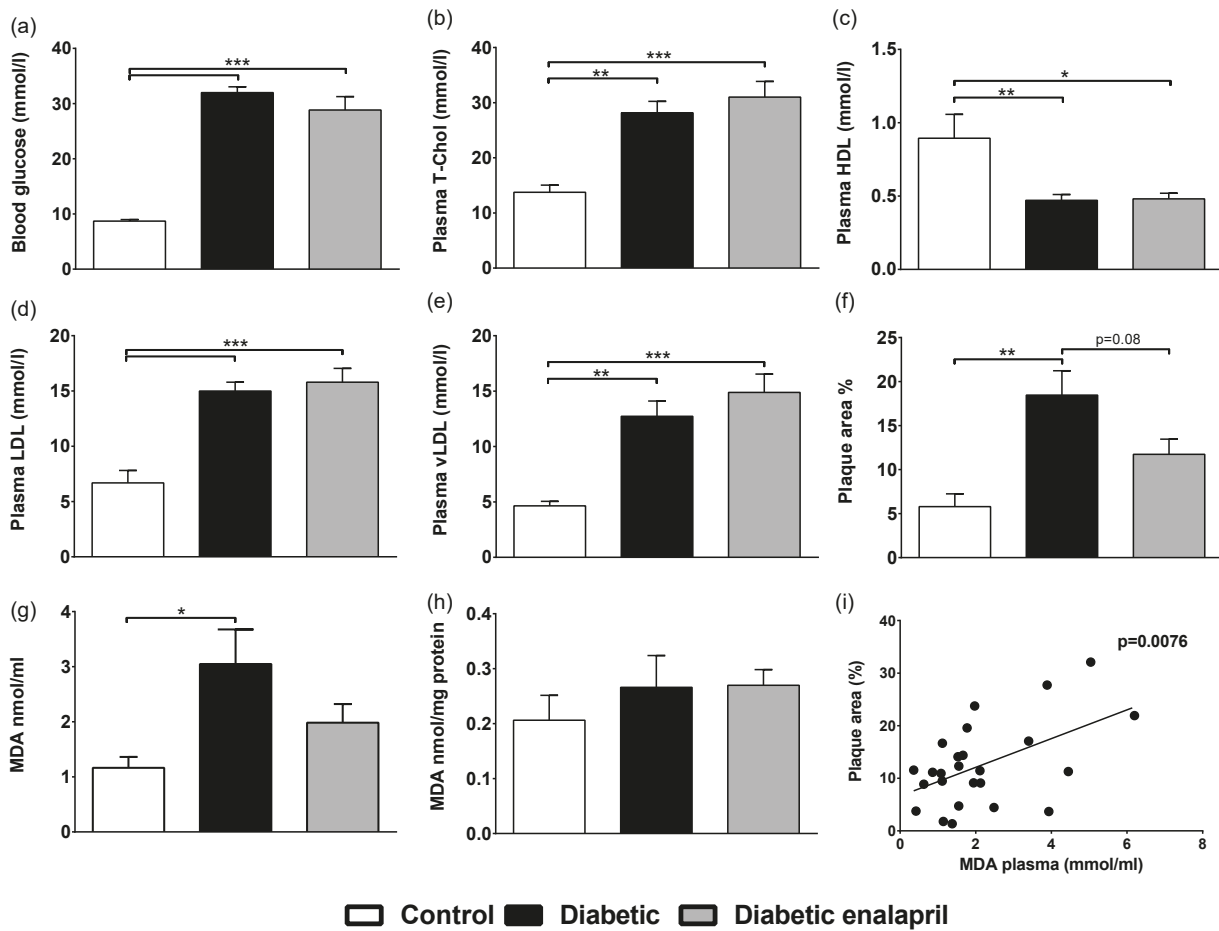 (a)
Blood glucose (mmol/l)
40
30
20
10
0
***
(b)
Plasma T-Chol (mmol/l)
40
30
20
10
0
***
**
(c)
Plasma HDL (mmol/l)
1.5
1.0
0.5
0.0
*
**
(d)
Plasma LDL (mmol/l)
20
15
10
5
0
***
(e)
Plasma vLDL (mmol/l)
20
15
10
5
0
***
**
(f)
Plaque area %
25
20
15
10
5
0
**
p=0.08
(g)
MDA nmol/ml
4
3
2
1
0
*
(h)
MDA nmol/mg protein
0.4
0.3
0.2
0.1
0.0
(i)
Plaque area (%)
40
30
20
10
0
p=0.0076
0 2 4 6 8
MDA plasma (mmol/ml)
Control Diabetic Diabetic enalapril